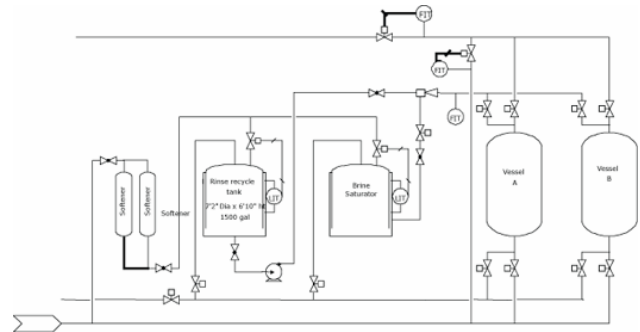 FIT
FIT
FIT
Softener
Softener
Softener
Rinse recycle
tank
7'2" Dia x 6'10" ht
1500 gal
LIT
Brine
Saturator
LIT
Vessel
A
Vessel
B